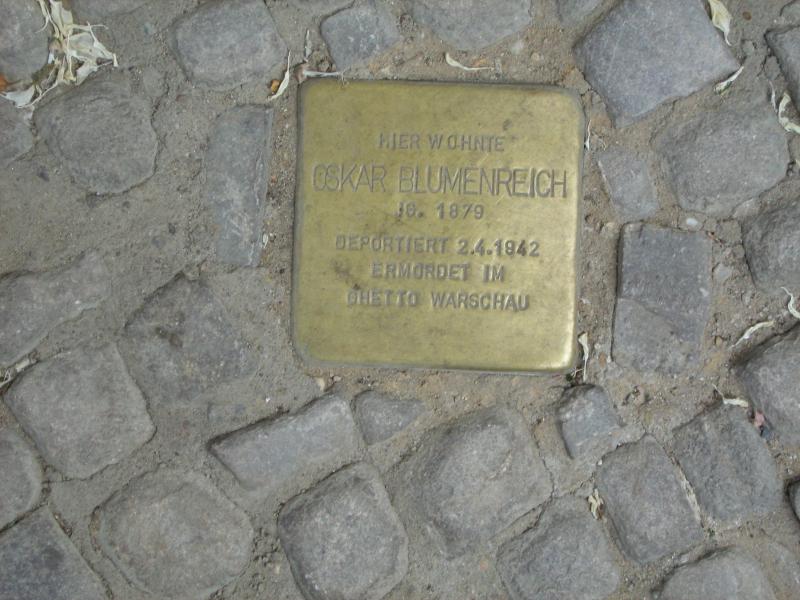 HIER WOHNTE
OSKAR BLUMENREICH
JG. 1879
DEPORTIERT 2.4.1942
ERMORDET IM
GHETTO WARSCHAU